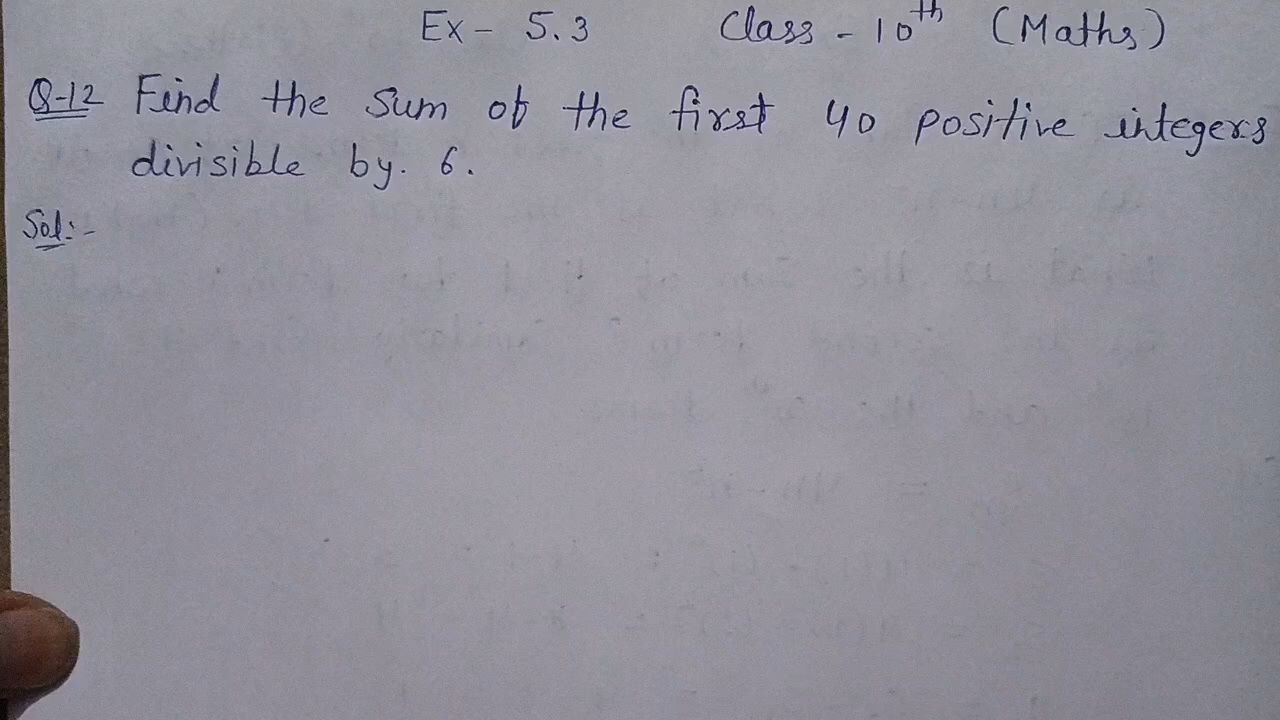 Ex - 5.3 Class - 10th (Maths)
Q-12 Find the sum of the first 40 positive integers
divisible by. 6.
Sol:-